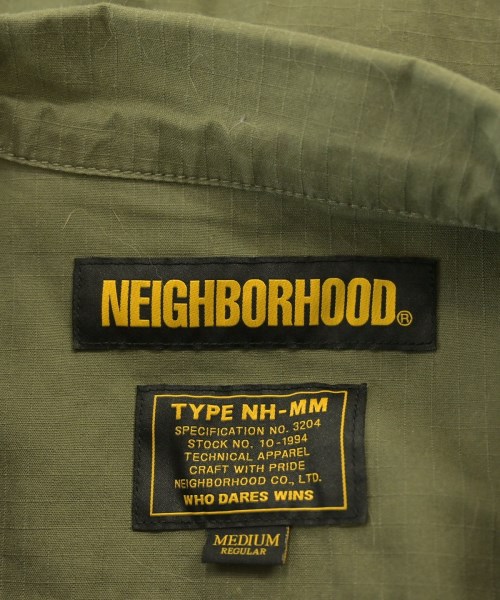 NEIGHBORHOOD®
TYPE NH-MM
SPECIFICATION NO. 3204
STOCK NO. 10-1994
TECHNICAL APPAREL
CRAFT WITH PRIDE
NEIGHBORHOOD CO., LTD.
WHO DARES WINS
MEDIUM
REGULAR